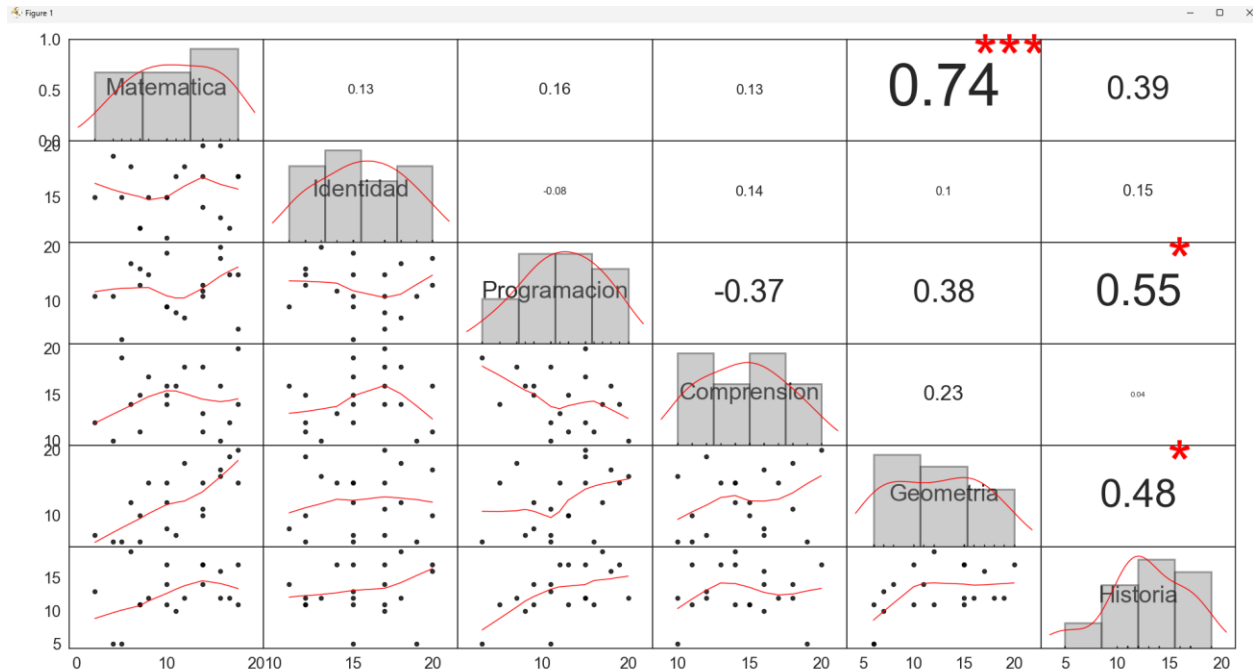 Figure 1
1.0
0.5
0.0
Matematica 0.13 0.16 0.13 0.74 *** 0.39
20
15
Identidad -0.08 0.14 0.1 0.15
20
10
Programacion -0.37 0.38 0.55 *
20
15
10
Comprension 0.23 0.04
20
10
Geometria 0.48 *
15
10
5
Historia
0 10 20 10 15 20 10 20 10 15 20 5 10 15 20 5 10 15 20